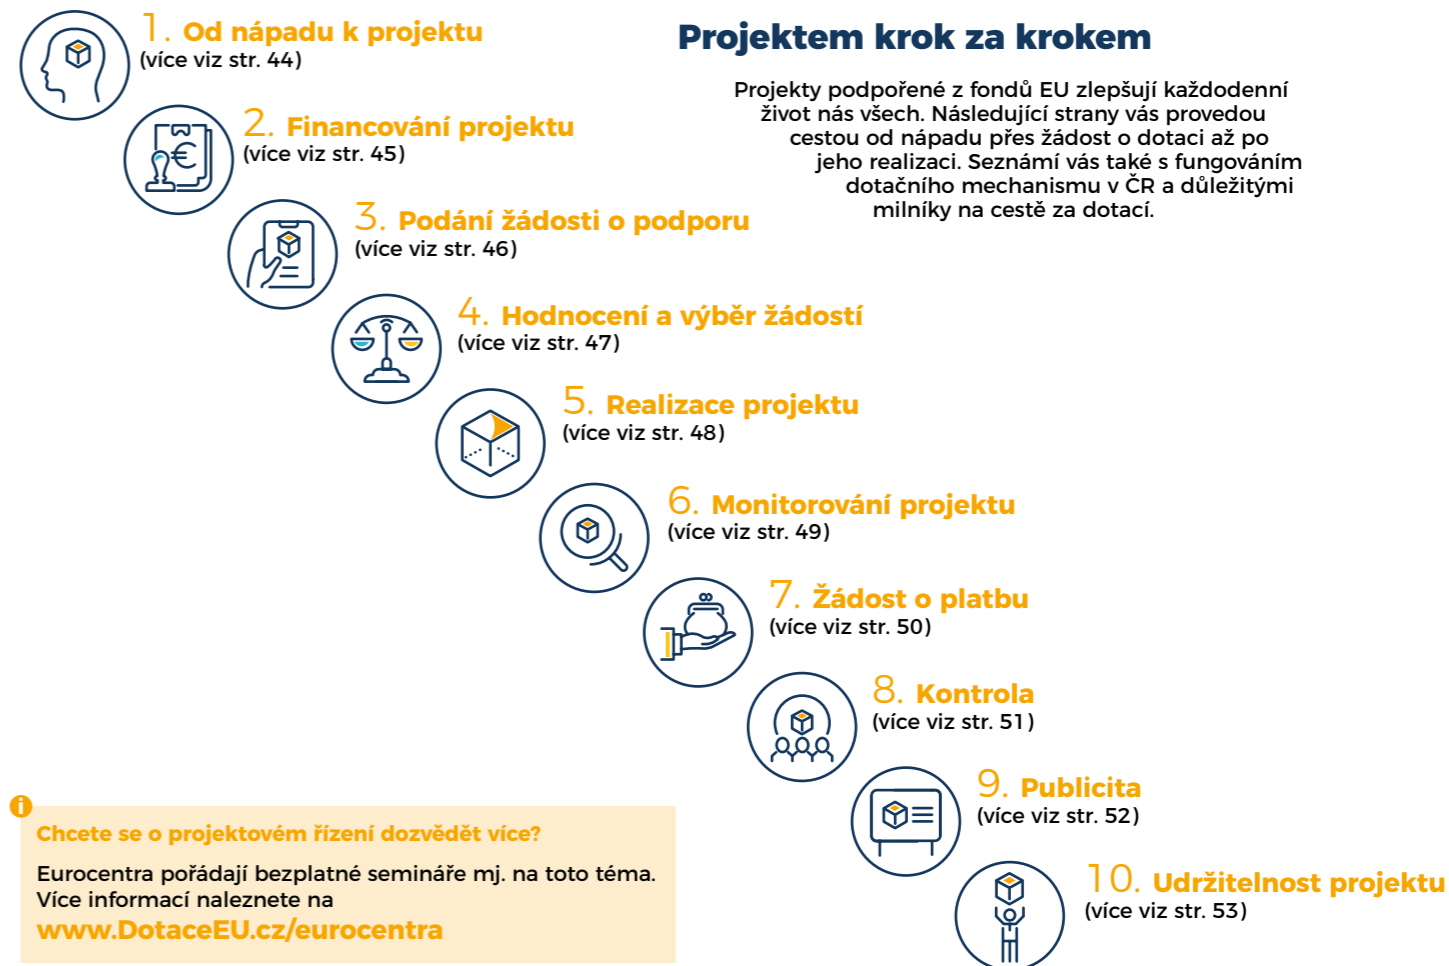 Projektem krok za krokem
Projekty podpořené z fondů EU zlepšují každodenní
život nás všech. Následující strany vás provedou
cestou od nápadu přes žádost o dotaci až po
jeho realizaci. Seznámí vás také s fungováním
dotačního mechanismu v ČR a důležitými
milníky na cestě za dotací.
1. Od nápadu k projektu
(více viz str. 44)
2. Financování projektu
(více viz str. 45)
3. Podání žádosti o podporu
(více viz str. 46)
4. Hodnocení a výběr žádostí
(více viz str. 47)
5. Realizace projektu
(více viz str. 48)
6. Monitorování projektu
(více viz str. 49)
7. Žádost o platbu
(více viz str. 50)
8. Kontrola
(více viz str. 51)
9. Publicita
(více viz str. 52)
10. Udržitelnost projektu
(více viz str. 53)
i
Chcete se o projektovém řízení dozvědět více?
Eurocentra pořádají bezplatné semináře mj. na toto téma.
Více informací naleznete na
www.DotaceEU.cz/eurocentra